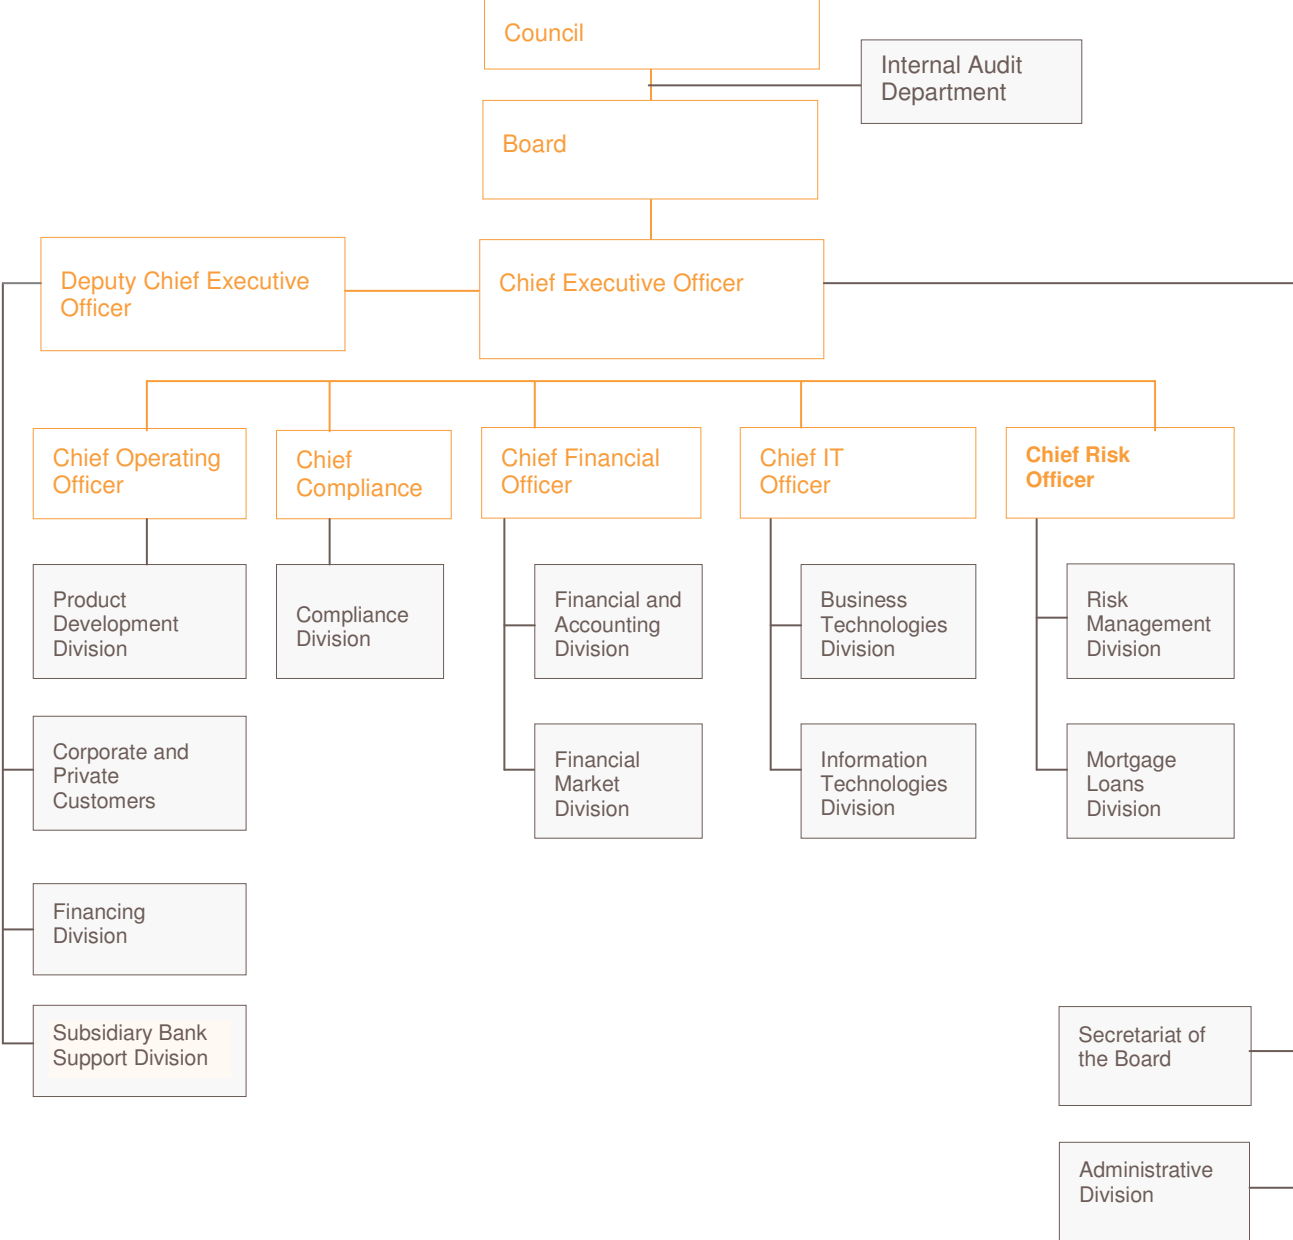 Council
Internal Audit
Department
Board
Deputy Chief Executive
Officer
Chief Executive Officer
Chief Operating
Officer
Chief
Compliance
Chief Financial
Officer
Chief IT
Officer
Chief Risk
Officer
Product
Development
Division
Compliance
Division
Financial and
Accounting
Division
Business
Technologies
Division
Risk
Management
Division
Corporate and
Private
Customers
Financial
Market
Division
Information
Technologies
Division
Mortgage
Loans
Division
Financing
Division
Subsidiary Bank
Support Division
Secretariat of
the Board
Administrative
Division